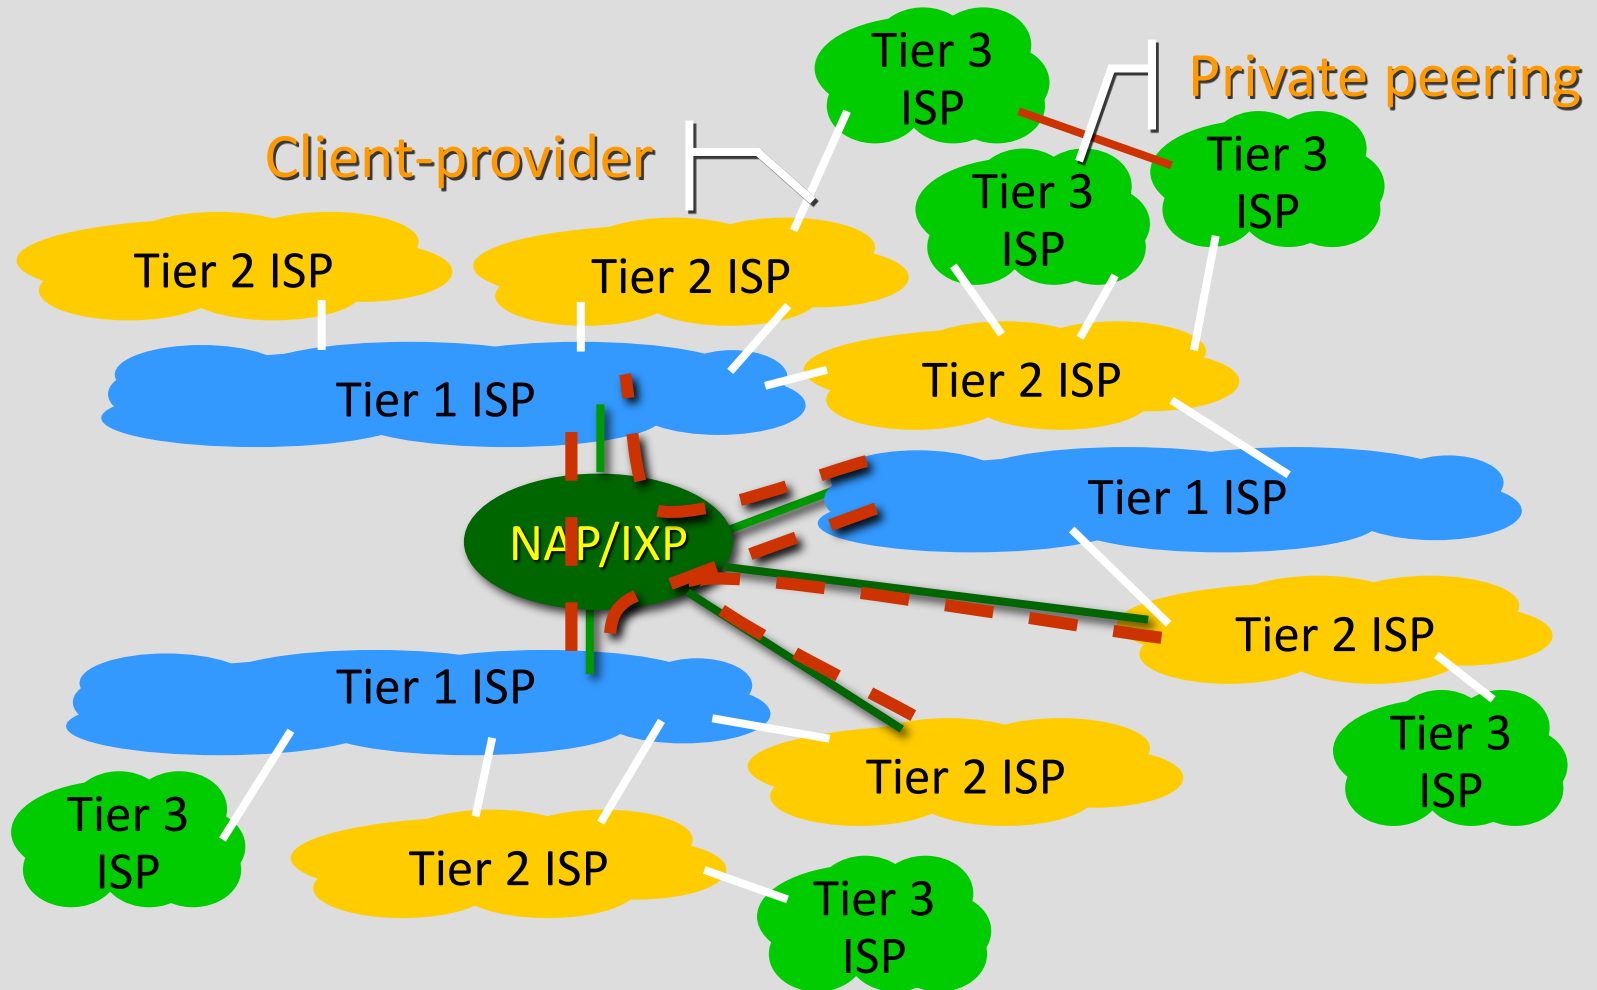 Tier 3
ISP
Private peering
Client-provider
Tier 3
ISP
Tier 3
ISP
Tier 2 ISP
Tier 2 ISP
Tier 2 ISP
Tier 1 ISP
Tier 1 ISP
NAP/IXP
Tier 2 ISP
Tier 1 ISP
Tier 3
ISP
Tier 2 ISP
Tier 3
ISP
Tier 2 ISP
Tier 3
ISP